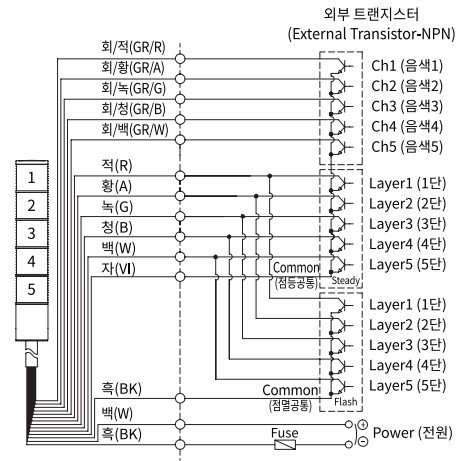 외부 트랜지스터
(External Transistor-NPN)
회/적(GR/R)
Ch1 (음색1)
회/황(GR/A)
Ch2 (음색2)
회/녹(GR/G)
Ch3 (음색3)
회/청(GR/B)
Ch4 (음색4)
회/백(GR/W)
Ch5 (음색5)
1
2
3
4
5
적(R)
Layer1 (1단)
황(A)
Layer2 (2단)
녹(G)
Layer3 (3단)
청(B)
Layer4 (4단)
백(W)
Layer5 (5단)
자(VI)
Common
(점등공통)
Steady
Layer1 (1단)
Layer2 (2단)
Layer3 (3단)
Layer4 (4단)
Layer5 (5단)
흑(BK)
Common
(점멸공통)
Flash
백(W)
흑(BK)
Fuse
Power (전원)